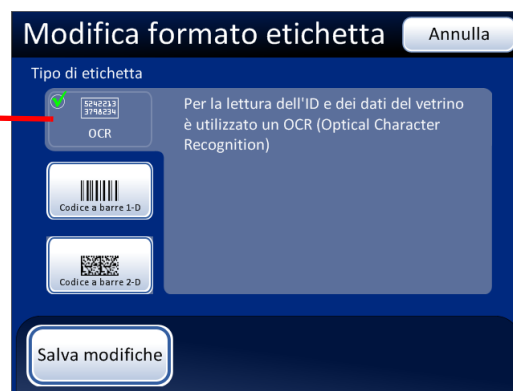 Modifica formato etichetta
Annulla
Tipo di etichetta
5242213
3798234
OCR
Per la lettura dell'ID e dei dati del vetrino
è utilizzato un OCR (Optical Character
Recognition)
Codice a barre 1-D
Codice a barre 2-D
Salva modifiche